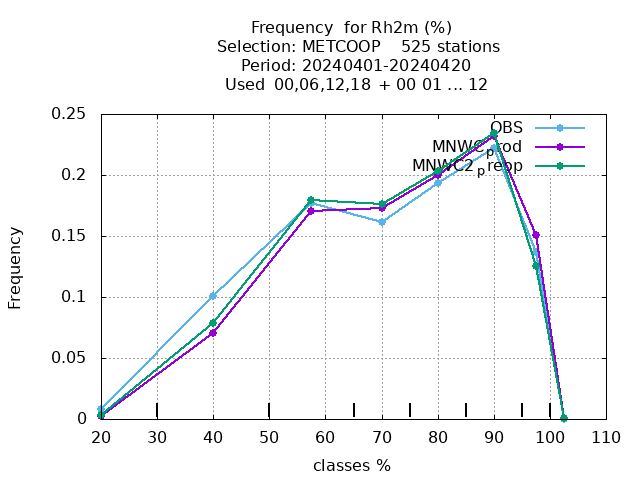 Frequency for Rh2m (%)
Selection: METCOOP 525 stations
Period: 20240401-20240420
Used 00,06,12,18 + 00 01 ... 12
0.25
0.2
0.15
0.1
0.05
0
Frequency
OBS
MNWC_prod
MNWC2_prepp
20 30 40 50 60 70 80 90 100 110
classes %